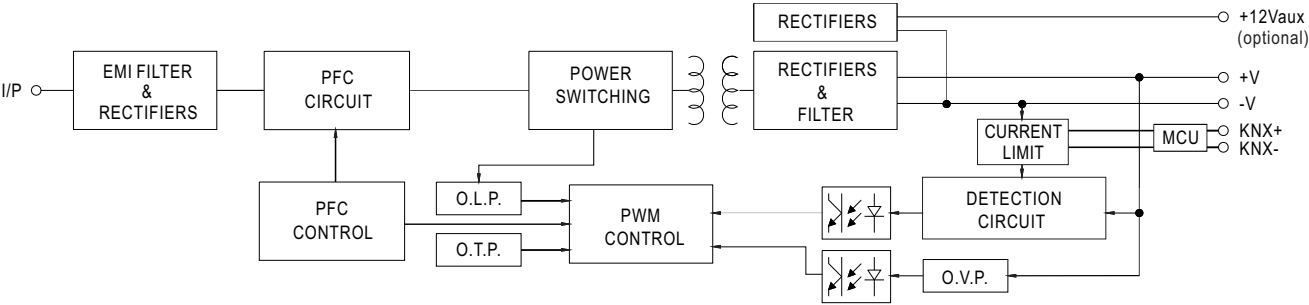 RECTIFIERS
+12Vaux
(optional)
I/P
EMI FILTER
&
RECTIFIERS
PFC
CIRCUIT
POWER
SWITCHING
RECTIFIERS
&
FILTER
+V
-V
CURRENT
LIMIT
MCU
KNX+
KNX-
PFC
CONTROL
O.L.P.
O.T.P.
PWM
CONTROL
DETECTION
CIRCUIT
O.V.P.